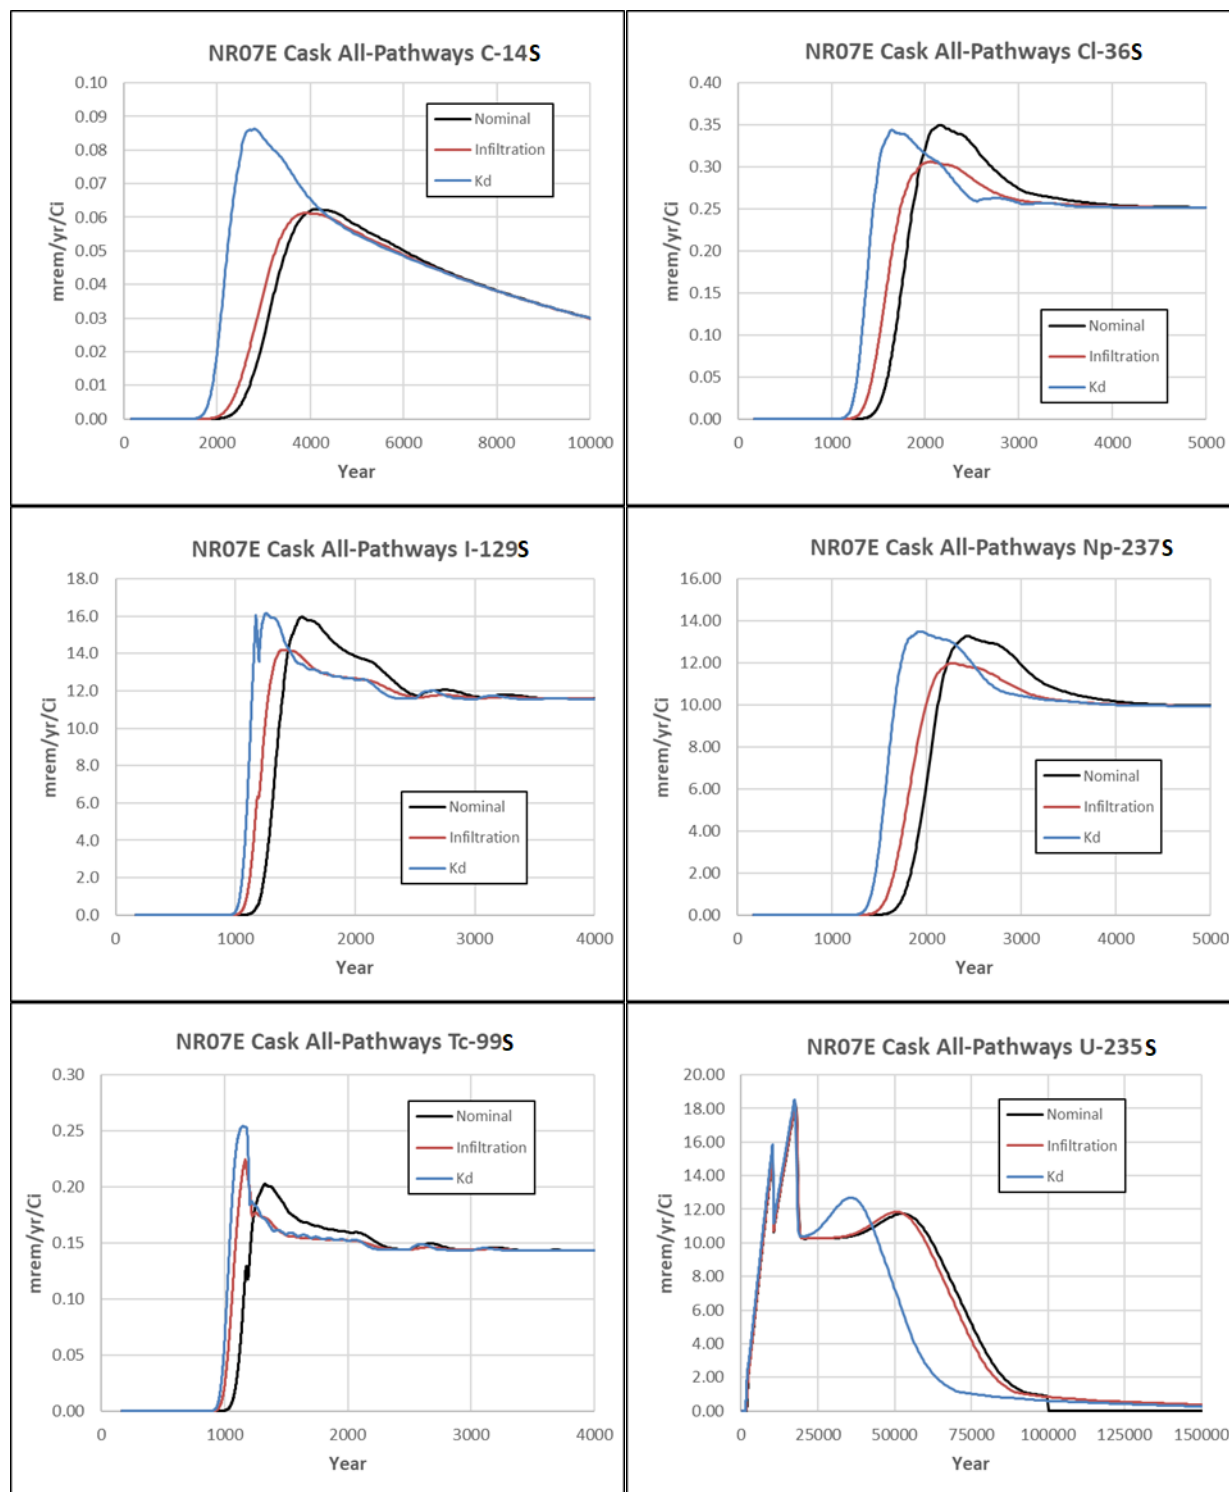 NR07E Cask All-Pathways C-14S
0.10
0.09
0.08
0.07
0.06
0.05
0.04
0.03
0.02
0.01
0.00
mrem/yr/Ci
Nominal
Infiltration
Kd
0
2000
4000
6000
8000
10000
Year
NR07E Cask All-Pathways Cl-36S
0.40
0.35
0.30
0.25
0.20
0.15
0.10
0.05
0.00
mrem/yr/Ci
Nominal
Infiltration
Kd
0
1000
2000
3000
4000
5000
Year
NR07E Cask All-Pathways I-129S
18.0
16.0
14.0
12.0
10.0
8.0
6.0
4.0
2.0
0.0
mrem/yr/Ci
Nominal
Infiltration
Kd
0
1000
2000
3000
4000
Year
NR07E Cask All-Pathways Np-237S
16.00
14.00
12.00
10.00
8.00
6.00
4.00
2.00
0.00
mrem/yr/Ci
Nominal
Infiltration
Kd
0
1000
2000
3000
4000
5000
Year
NR07E Cask All-Pathways Tc-99S
0.30
0.25
0.20
0.15
0.10
0.05
0.00
mrem/yr/Ci
Nominal
Infiltration
Kd
0
1000
2000
3000
4000
Year
NR07E Cask All-Pathways U-235S
20.00
18.00
16.00
14.00
12.00
10.00
8.00
6.00
4.00
2.00
0.00
mrem/yr/Ci
Nominal
Infiltration
Kd
0
25000
50000
75000
100000
125000
150000
Year